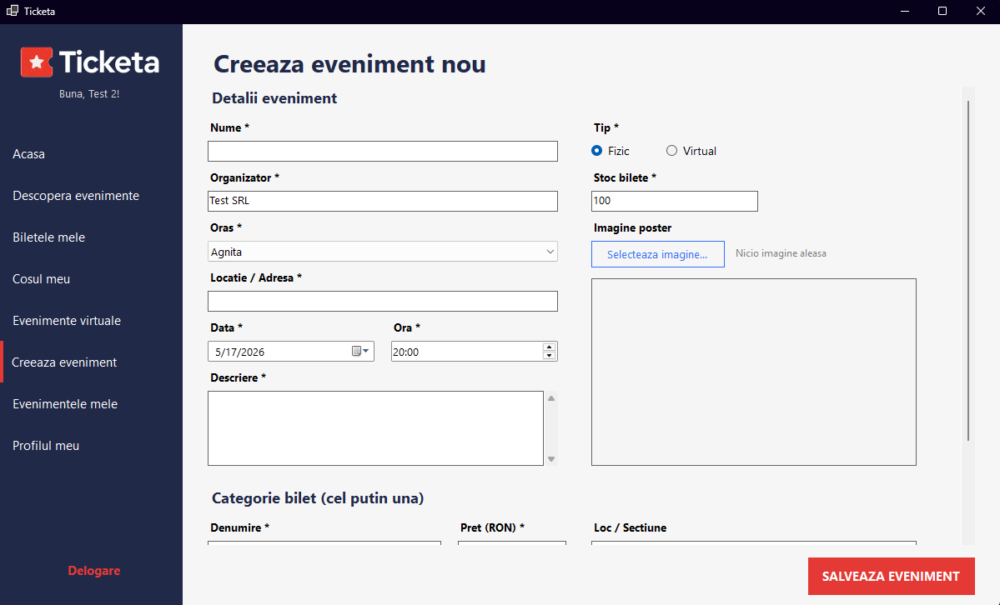 Ticketa
Ticketa
Buna, Test 2!
Acasa
Descopera evenimente
Biletele mele
Cosul meu
Evenimente virtuale
Creeaza eveniment
Evenimentele mele
Profilul meu
Delogare
Creeaza eveniment nou
Detalii eveniment
Nume *
Tip *
Fizic
Virtual
Organizator *
Test SRL
Stoc bilete *
100
Oras *
Agnita
Imagine poster
Selecteaza imagine...
Nicio imagine aleasa
Locatie / Adresa *
Data *
5/17/2026
Ora *
20:00
Descriere *
Categorie bilet (cel putin una)
Denumire *
Pret (RON) *
Loc / Sectiune
SALVEAZA EVENIMENT